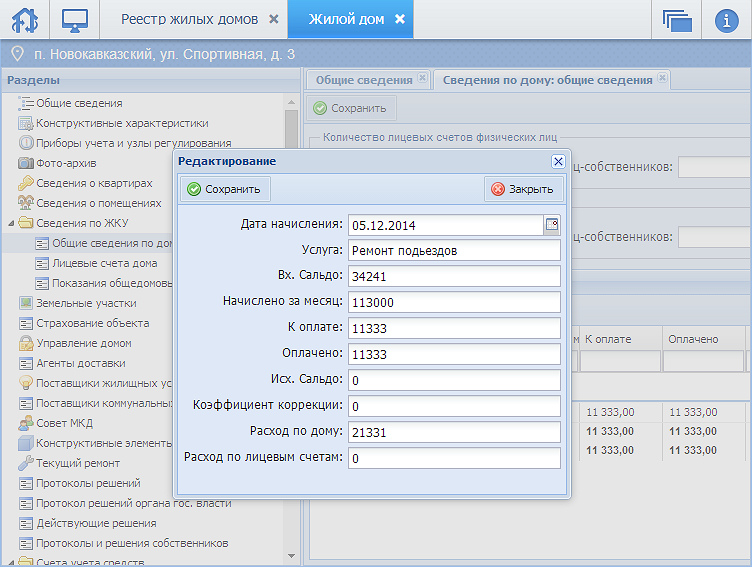 Реестр жилых домов
Жилой дом
п. Новокавказский, ул. Спортивная, д. 3
Разделы
Общие сведения
Конструктивные характеристики
Приборы учета и узлы регулирования
Фото-архив
Сведения о квартирах
Сведения о помещениях
Сведения по ЖКУ
Общие сведения по дом
Лицевые счета дома
Показания общедомовы
Земельные участки
Страхование объекта
Управление домом
Агенты доставки
Поставщики жилищных ус
Поставщики коммунальных
Совет МКД
Конструктивные элементы
Текущий ремонт
Протоколы решений
Протокол решений органа гос. власти
Действующие решения
Протоколы и решения собственников
Счета учета средств
Общие сведения
Сведения по дому: общие сведения
Сохранить
Количество лицевых счетов физических лиц
ц-собственников:
ц-собственников:
м
К оплате
Оплачено
11 333,00 11 333,00
11 333,00 11 333,00
11 333,00 11 333,00
Редактирование
Сохранить
Закрыть
Дата начисления: 05.12.2014
Услуга: Ремонт подьездов
Вх. Сальдо: 34241
Начислено за месяц: 113000
К оплате: 11333
Оплачено: 11333
Исх. Сальдо: 0
Коэффициент коррекции: 0
Расход по дому: 21331
Расход по лицевым счетам: 0